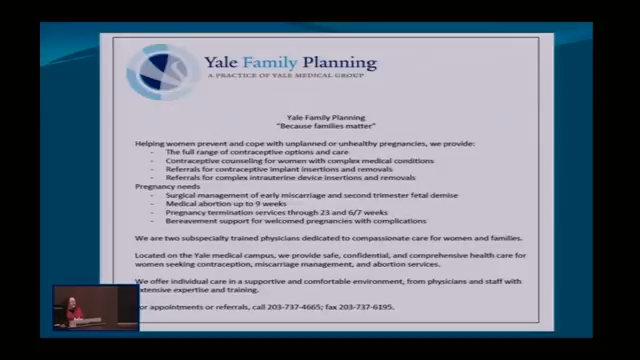 Yale Family Planning
A PRACTICE OF YALE MEDICAL GROUP
Yale Family Planning
"Because families matter"
Helping women prevent and cope with unplanned or unhealthy pregnancies, we provide:
- The full range of contraceptive options and care
- Contraceptive counseling for women with complex medical conditions
- Referrals for contraceptive implant insertions and removals
- Referrals for complex intrauterine device insertions and removals
Pregnancy needs
- Surgical management of early miscarriage and second trimester fetal demise
- Medical abortion up to 9 weeks
- Pregnancy termination services through 23 and 6/7 weeks
- Bereavement support for welcomed pregnancies with complications
We are two subspecialty trained physicians dedicated to compassionate care for women and families.
Located on the Yale medical campus, we provide safe, confidential, and comprehensive health care for
women seeking contraception, miscarriage management, and abortion services.
We offer individual care in a supportive and comfortable environment, from physicians and staff with
extensive expertise and training.
or appointments or referrals, call 203-737-4665; fax 203-737-6195.